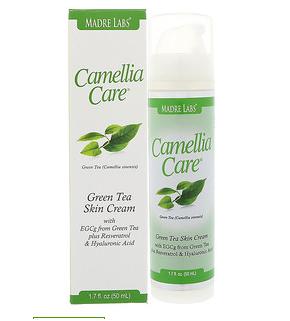 MADRE LABS
Camellia
Care®
Green Tea (Camellia sinensis)
Green Tea
Skin Cream
with
EGCg from Green Tea
plus Resveratrol
& Hyaluronic Acid
1.7 fl oz (50 mL)
MADRE LABS
Camellia
Care®
Green Tea (Camellia sinensis)
Green Tea Skin Cream
with EGCg from Green Tea
plus Resveratrol
& Hyaluronic Acid
1.7 fl oz (50 mL)